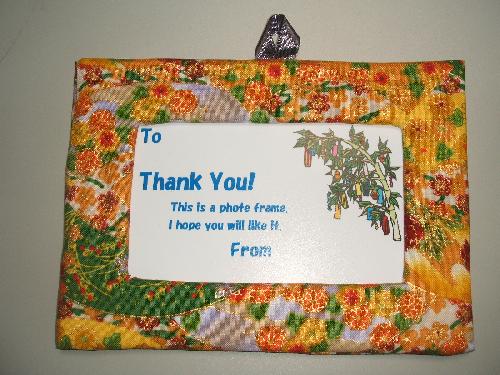 To
Thank You!
This is a photo frame.
I hope you will like it.
From